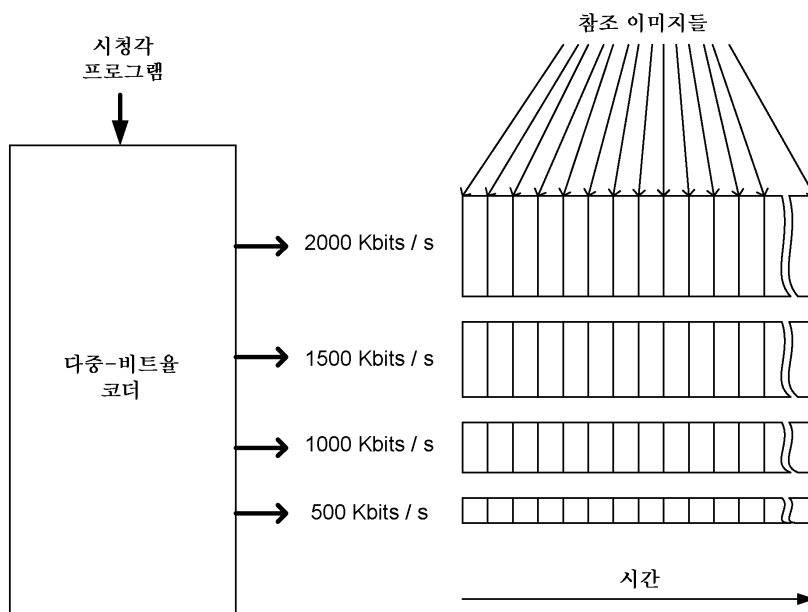 시청각
프로그램
참조 이미지들
다중-비트율
코더
2000 Kbits / s
1500 Kbits / s
1000 Kbits / s
500 Kbits / s
시간